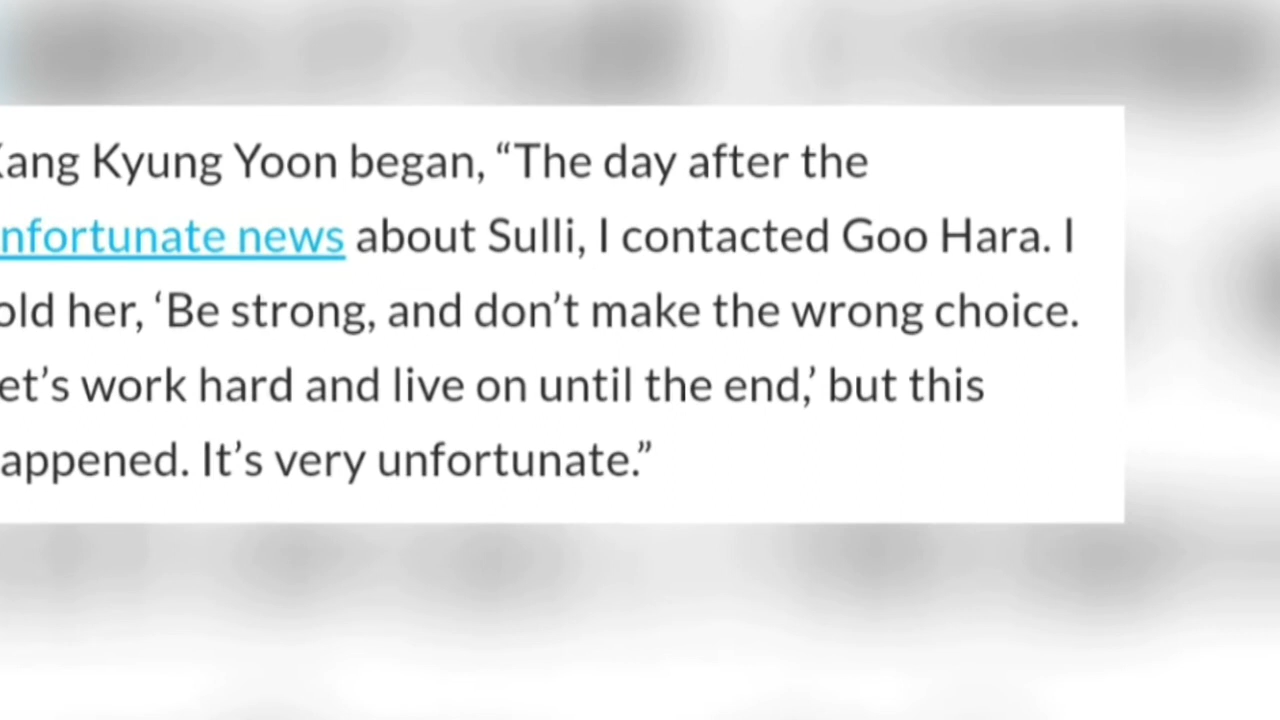 ang Kyung Yoon began, “The day after the
nfortunate news about Sulli, I contacted Goo Hara. I
old her, ‘Be strong, and don’t make the wrong choice.
et’s work hard and live on until the end,’ but this
appened. It’s very unfortunate.”